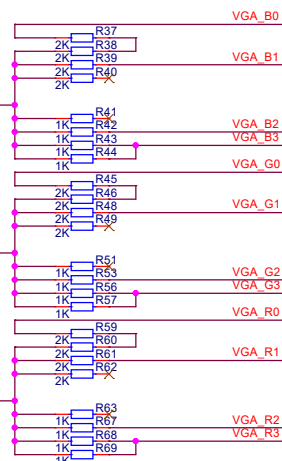 VGA_B0
R37
2K R38
2K R39 VGA_B1
2K R40
2K
R41
1K R42 VGA_B2
1K R43 VGA_B3
1K R44
1K VGA_G0
R45
2K R46
2K R48 VGA_G1
2K R49
2K
R51
1K R53 VGA_G2
1K R56 VGA_G3
1K R57
1K VGA_R0
R59
2K R60
2K R61 VGA_R1
2K R62
2K
R63
1K R67 VGA_R2
1K R68 VGA_R3
1K R69
1K